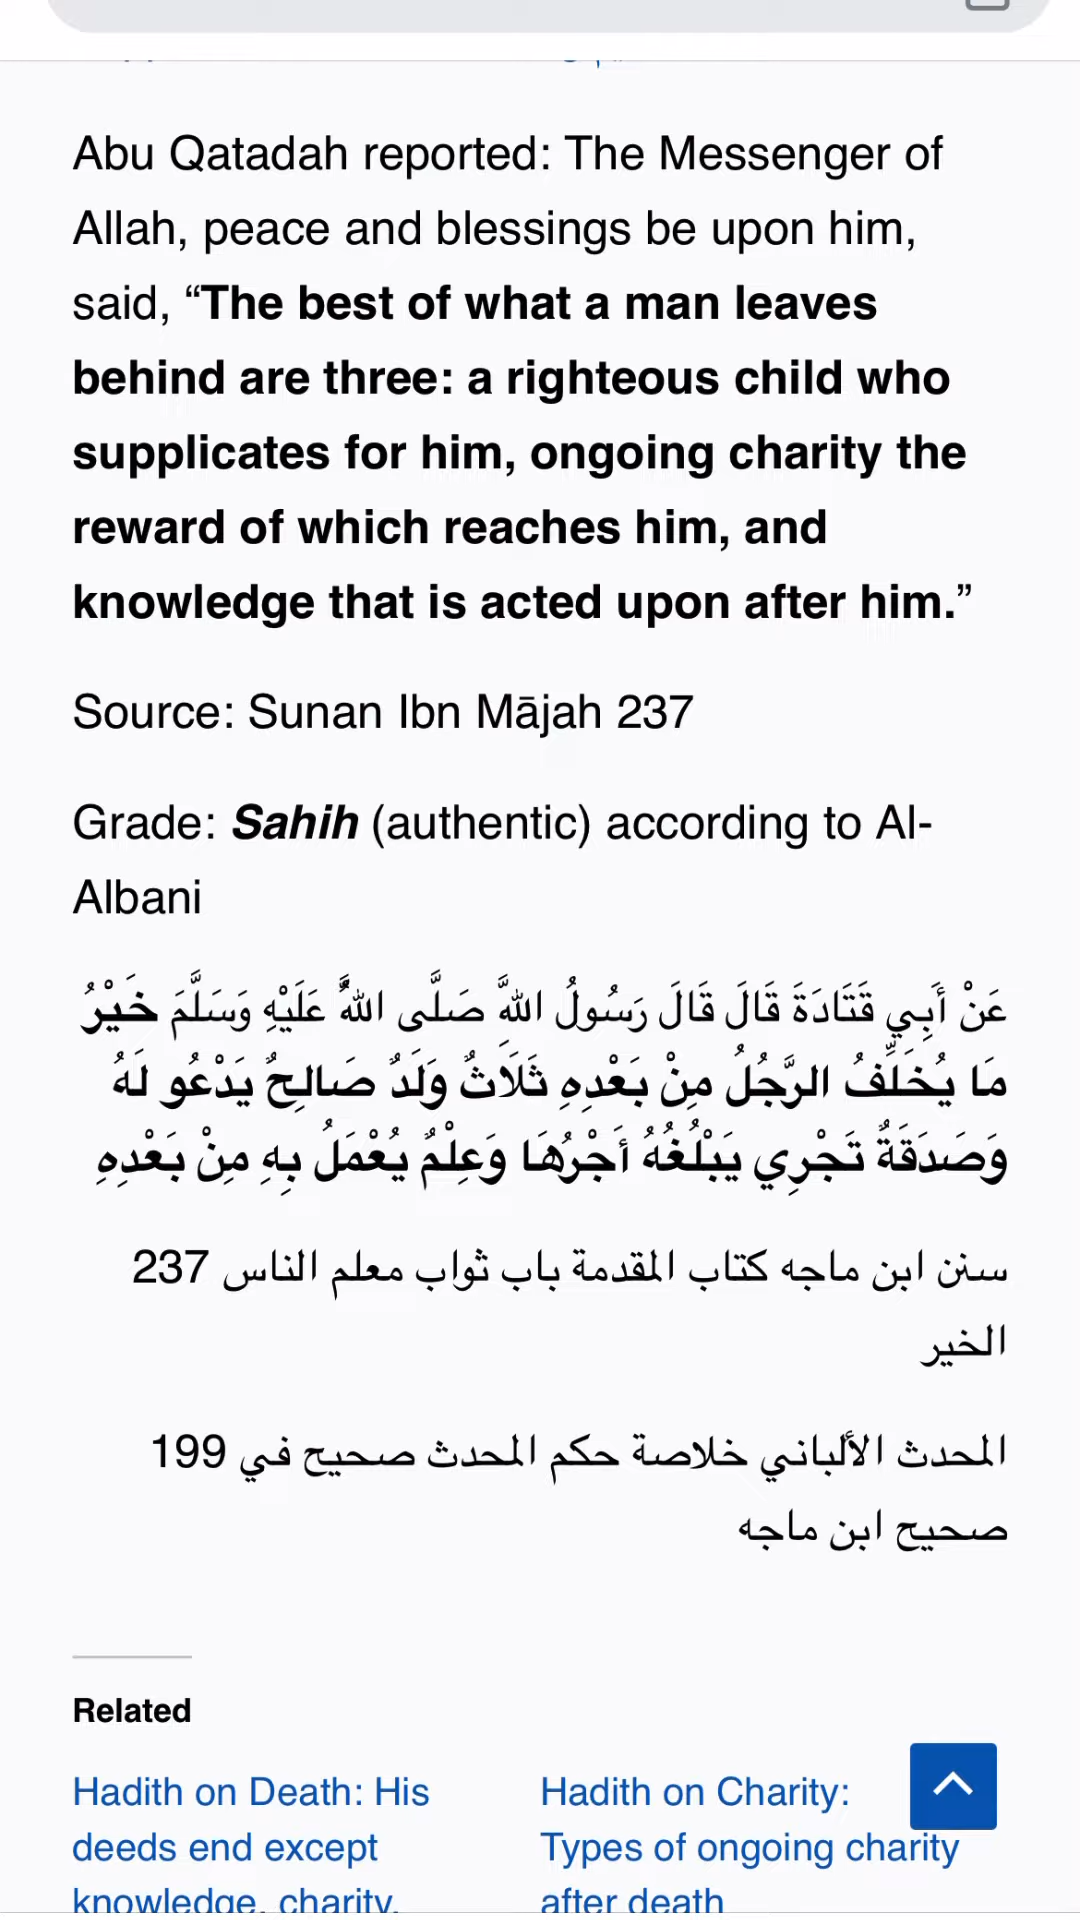 Abu Qatadah reported: The Messenger of
Allah, peace and blessings be upon him,
said, “The best of what a man leaves
behind are three: a righteous child who
supplicates for him, ongoing charity the
reward of which reaches him, and
knowledge that is acted upon after him.”
Source: Sunan Ibn Mājah 237
Grade: Sahih (authentic) according to Al-
Albani
عَنْ أَبِي قَتَادَةَ قَالَ قَالَ رَسُولُ اللَّهِ صَلَّى اللَّهُ عَلَيْهِ وَسَلَّمَ خَيْرُ
مَا يُخَلِّفُ الرَّجُلُ مِنْ بَعْدِهِ ثَلَاثٌ وَلَدٌ صَالِحٌ يَدْعُو لَهُ
وَصَدَقَةٌ تَجْرِي يَبْلُغُهُ أَجْرُهَا وَعِلْمٌ يُعْمَلُ بِهِ مِنْ بَعْدِهِ
سنن ابن ماجه كتاب المقدمة باب ثواب معلم الناس 237
الخير
المحدث الألباني خلاصة حكم المحدث صحيح في 199
صحيح ابن ماجه
Related
Hadith on Death: His
deeds end except
knowledge, charity,
Hadith on Charity:
Types of ongoing charity
after death